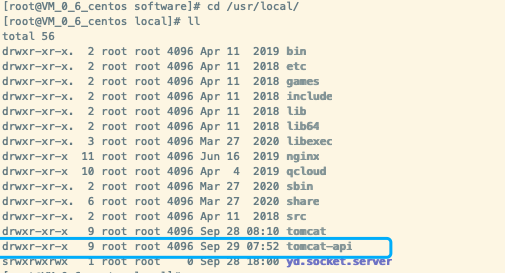 [root@VM_0_6_centos software]# cd /usr/local/
[root@VM_0_6_centos local]# ll
total 56
drwxr-xr-x. 2 root root 4096 Apr 11 2019 bin
drwxr-xr-x. 2 root root 4096 Apr 11 2018 etc
drwxr-xr-x. 2 root root 4096 Apr 11 2018 games
drwxr-xr-x. 2 root root 4096 Apr 11 2018 include
drwxr-xr-x. 2 root root 4096 Apr 11 2018 lib
drwxr-xr-x. 2 root root 4096 Apr 11 2018 lib64
drwxr-xr-x. 3 root root 4096 Mar 27 2020 libexec
drwxr-xr-x 11 root root 4096 Jun 16 2019 nginx
drwxr-xr-x 10 root root 4096 Apr 4 2019 qcloud
drwxr-xr-x. 2 root root 4096 Mar 27 2020 sbin
drwxr-xr-x. 6 root root 4096 Mar 27 2020 share
drwxr-xr-x. 2 root root 4096 Apr 11 2018 src
drwxr-xr-x 9 root root 4096 Sep 28 08:10 tomcat
drwxr-xr-x 9 root root 4096 Sep 29 07:52 tomcat-api
srwxrwxrwx 1 root root 0 Sep 28 18:00 yd.socket.server